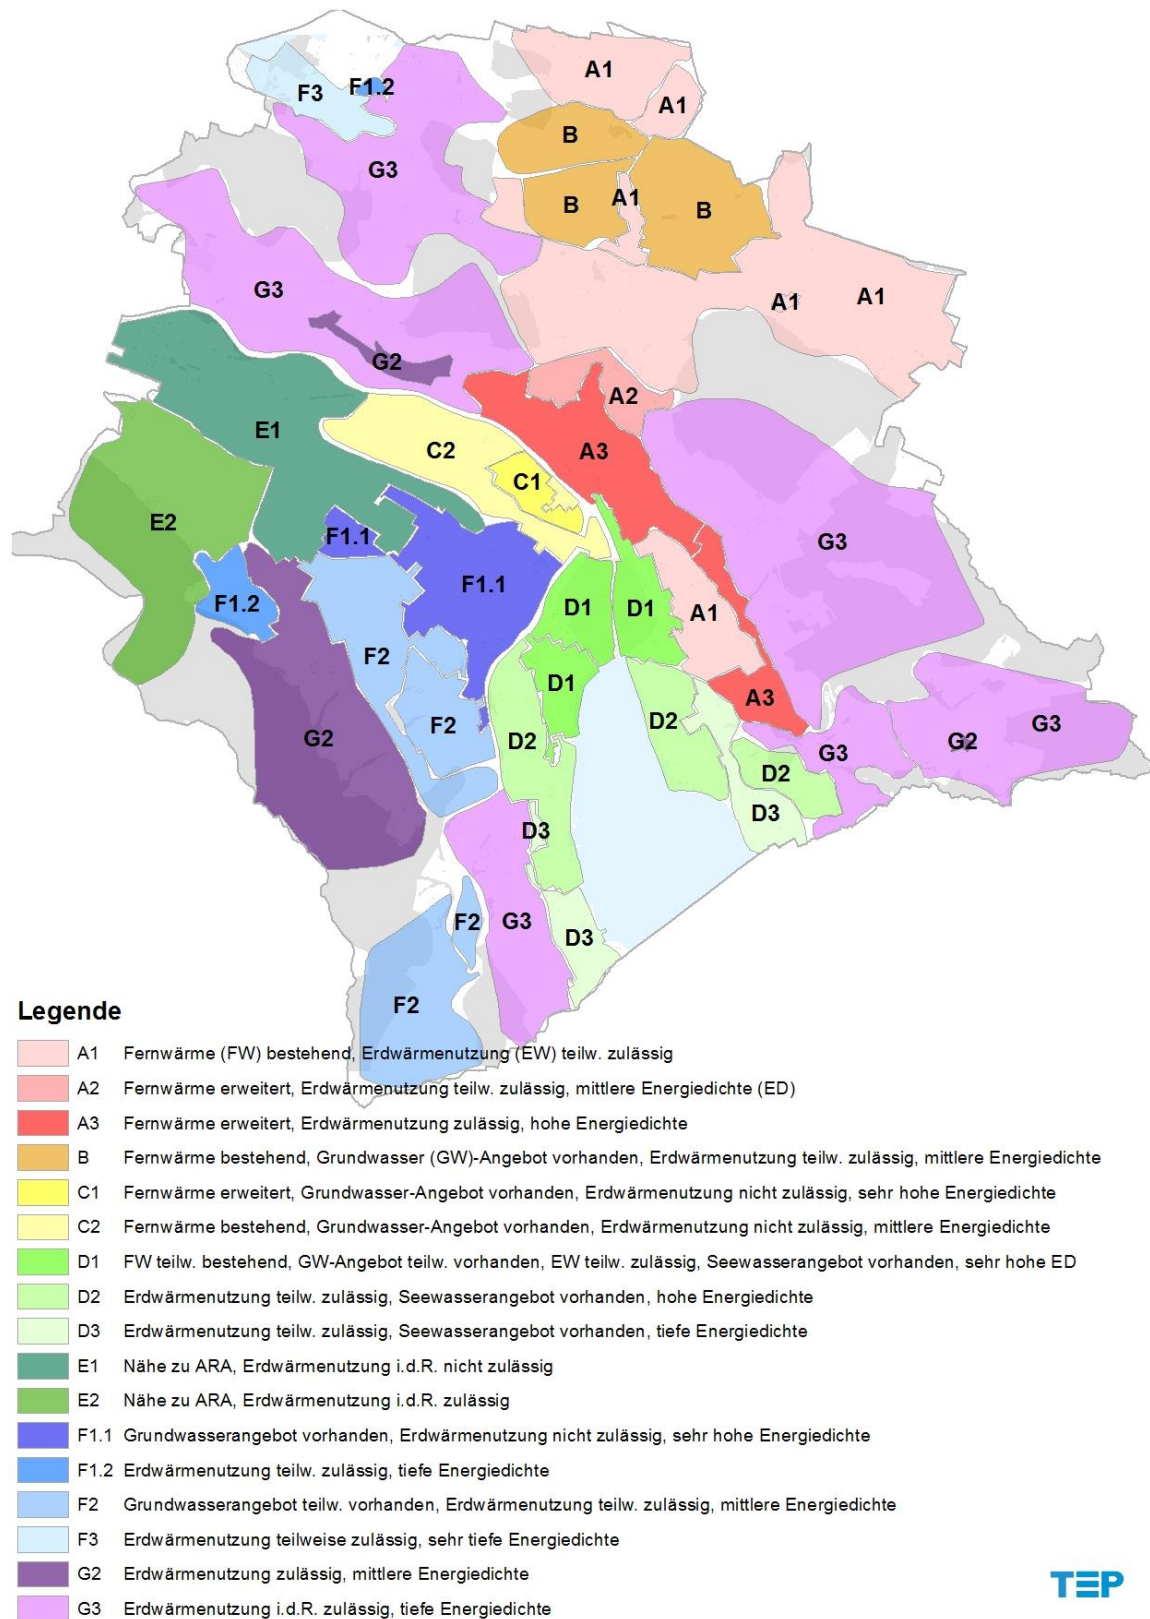 A1
F1.2
F3
A1
B
G3
A1
B
B
G3
A1
A1
G2
A2
E1
C2
A3
C1
E2
F1.1
G3
F1.1
F1.2
D1
D1
A1
F2
D1
A3
F2
D2
G3
G3
G2
G2
D2
D2
D3
D3
F2
G3
D3
F2
Legende
A1 Fernwärme (FW) bestehend, Erdwärmenutzung (EW) teilw. zulässig
A2 Fernwärme erweitert, Erdwärmenutzung teilw. zulässig, mittlere Energiedichte (ED)
A3 Fernwärme erweitert, Erdwärmenutzung zulässig, hohe Energiedichte
B Fernwärme bestehend, Grundwasser (GW)-Angebot vorhanden, Erdwärmenutzung teilw. zulässig, mittlere Energiedichte
C1 Fernwärme erweitert, Grundwasser-Angebot vorhanden, Erdwärmenutzung nicht zulässig, sehr hohe Energiedichte
C2 Fernwärme bestehend, Grundwasser-Angebot vorhanden, Erdwärmenutzung nicht zulässig, mittlere Energiedichte
D1 FW teilw. bestehend, GW-Angebot teilw. vorhanden, EW teilw. zulässig, Seewasserangebot vorhanden, sehr hohe ED
D2 Erdwärmenutzung teilw. zulässig, Seewasserangebot vorhanden, hohe Energiedichte
D3 Erdwärmenutzung teilw. zulässig, Seewasserangebot vorhanden, tiefe Energiedichte
E1 Nähe zu ARA, Erdwärmenutzung i.d.R. nicht zulässig
E2 Nähe zu ARA, Erdwärmenutzung i.d.R. zulässig
F1.1 Grundwasserangebot vorhanden, Erdwärmenutzung nicht zulässig, sehr hohe Energiedichte
F1.2 Erdwärmenutzung teilw. zulässig, tiefe Energiedichte
F2 Grundwasserangebot teilw. vorhanden, Erdwärmenutzung teilw. zulässig, mittlere Energiedichte
F3 Erdwärmenutzung teilweise zulässig, sehr tiefe Energiedichte
G2 Erdwärmenutzung zulässig, mittlere Energiedichte
G3 Erdwärmenutzung i.d.R. zulässig, tiefe Energiedichte
TEP